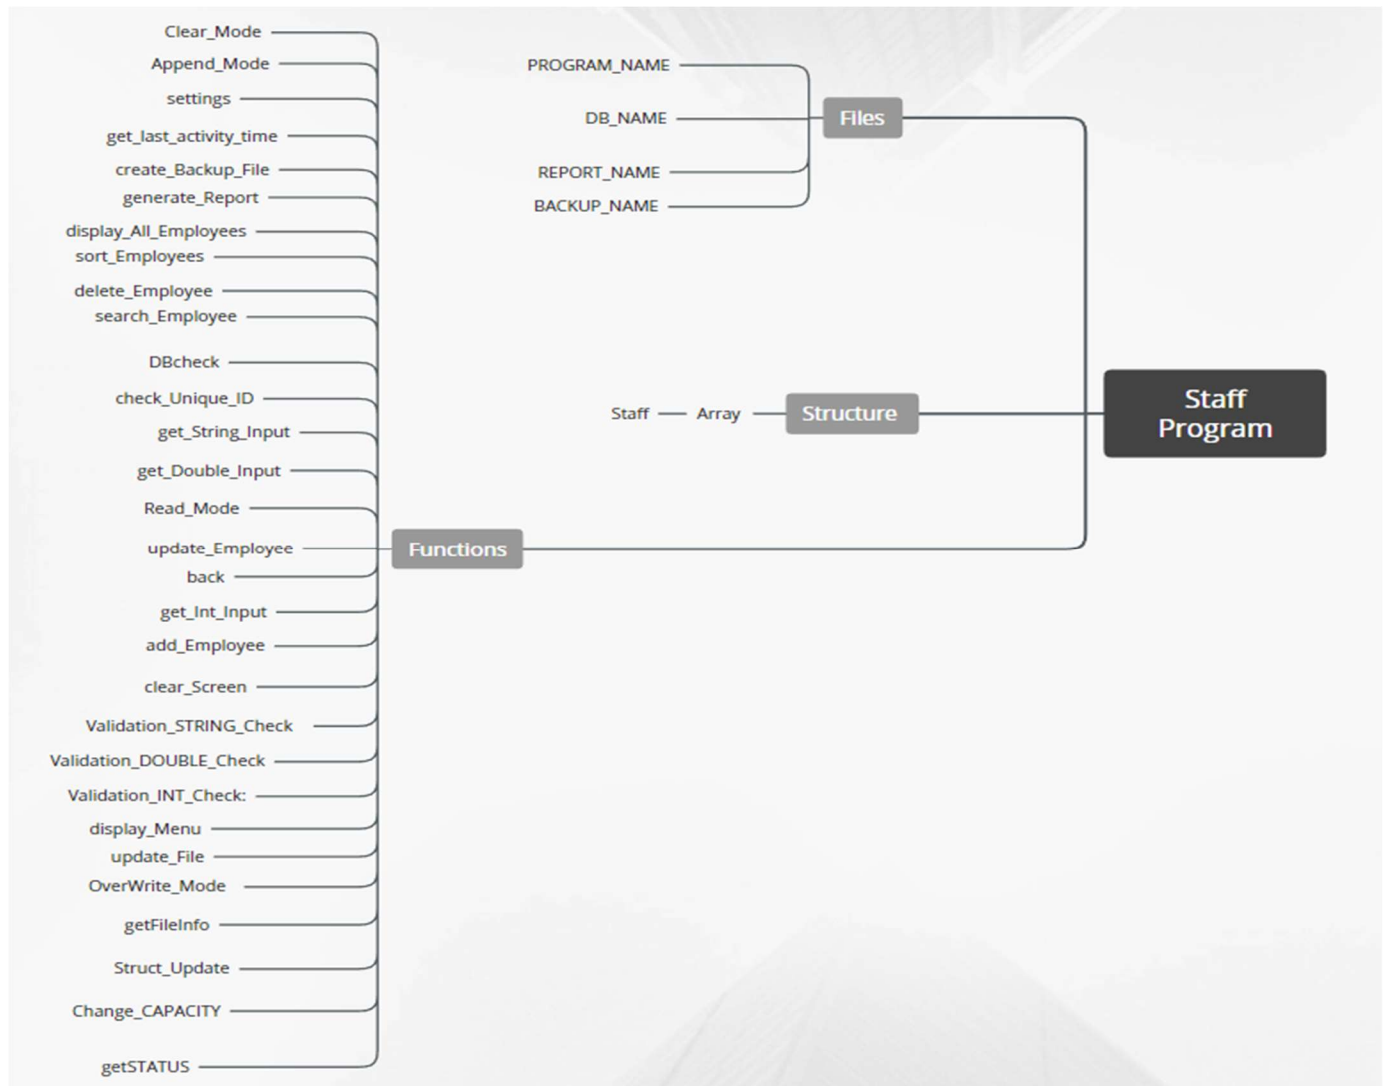 Clear_Mode
Append_Mode
settings
get_last_activity_time
create_Backup_File
generate_Report
display_All_Employees
sort_Employees
delete_Employee
search_Employee
DBcheck
check_Unique_ID
get_String_Input
get_Double_Input
Read_Mode
update_Employee
back
get_Int_Input
add_Employee
clear_Screen
Validation_STRING_Check
Validation_DOUBLE_Check
Validation_INT_Check:
display_Menu
update_File
OverWrite_Mode
getFileInfo
Struct_Update
Change_CAPACITY
getSTATUS
Functions
PROGRAM_NAME
DB_NAME
REPORT_NAME
BACKUP_NAME
Files
Staff
Array
Structure
Staff
Program